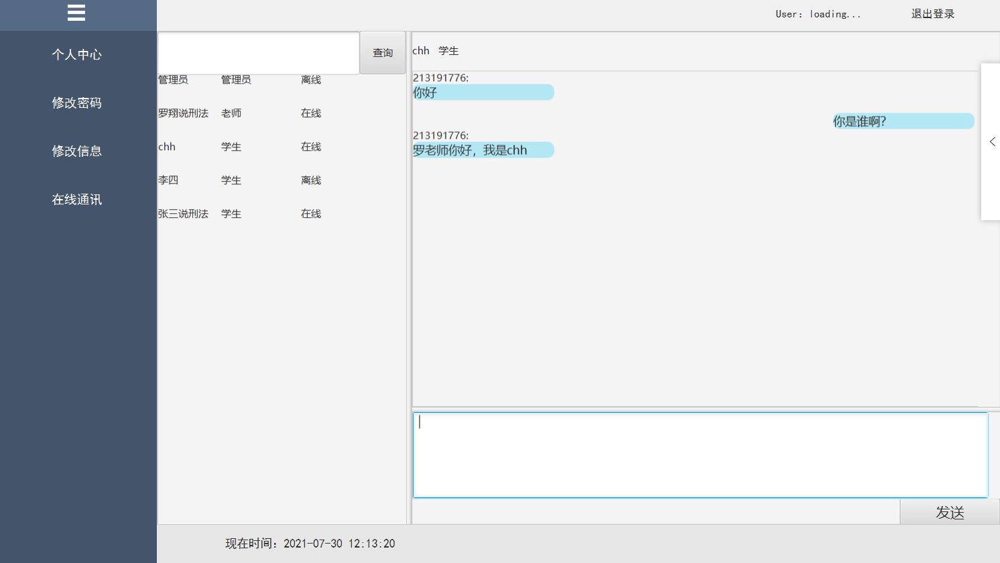 User：loading...
退出登录
个人中心
修改密码
修改信息
在线通讯
查询
管理员 管理员 离线
罗翔说刑法 老师 在线
chh 学生 在线
李四 学生 离线
张三说刑法 学生 在线
chh 学生
213191776:
你好
你是谁啊?
213191776:
罗老师你好，我是chh
发送
现在时间：2021-07-30 12:13:20